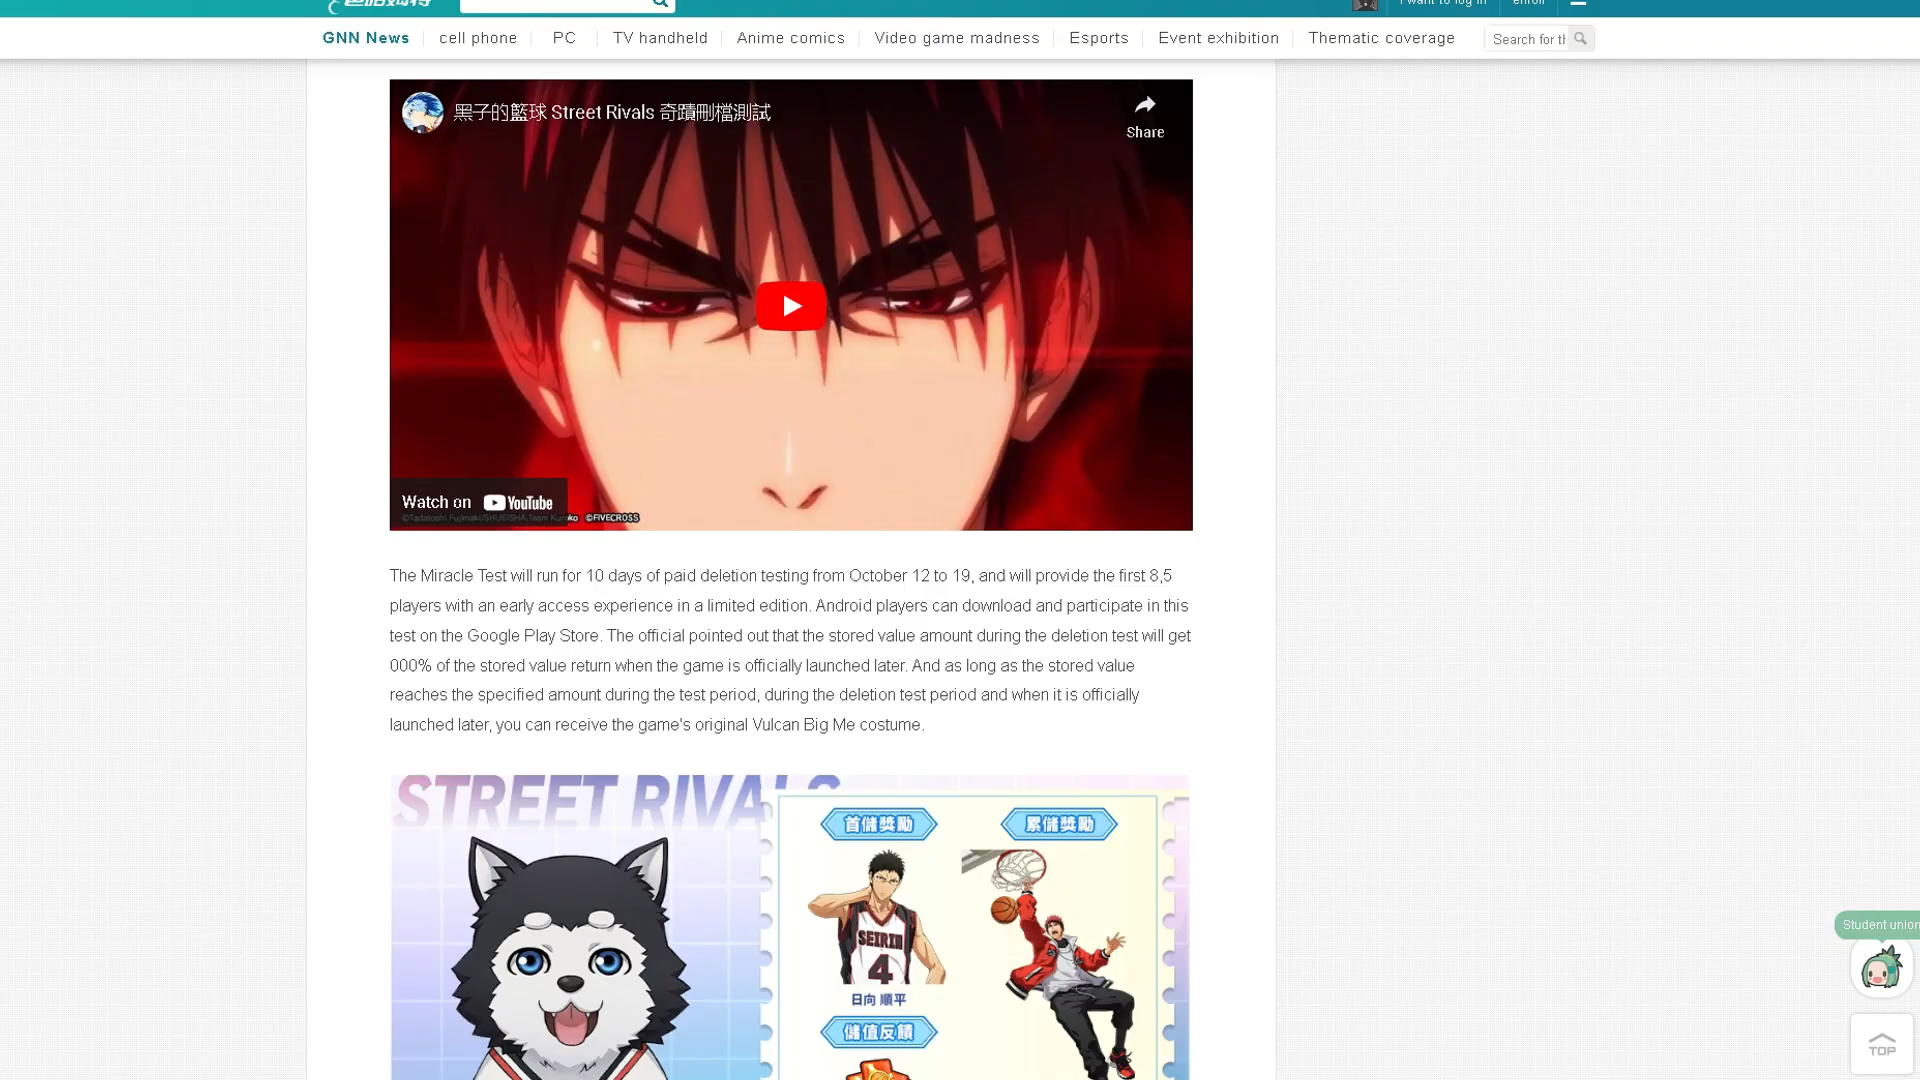 I want to log in
enroll
GNN News
cell phone
PC
TV handheld
Anime comics
Video game madness
Esports
Event exhibition
Thematic coverage
Search for th
黑子的籃球 Street Rivals 奇蹟刪檔測試
Share
Watch on YouTube
©Tadatoshi Fujimaki/SHUEISHA,Team Kuroko ©FIVECROSS
The Miracle Test will run for 10 days of paid deletion testing from October 12 to 19, and will provide the first 8,5
players with an early access experience in a limited edition. Android players can download and participate in this
test on the Google Play Store. The official pointed out that the stored value amount during the deletion test will get
000% of the stored value return when the game is officially launched later. And as long as the stored value
reaches the specified amount during the test period, during the deletion test period and when it is officially
launched later, you can receive the game's original Vulcan Big Me costume.
STREET RIVALS
首儲獎勵
累儲獎勵
SEIRIN
4
日向 順平
儲值反饋
Student union
TOP